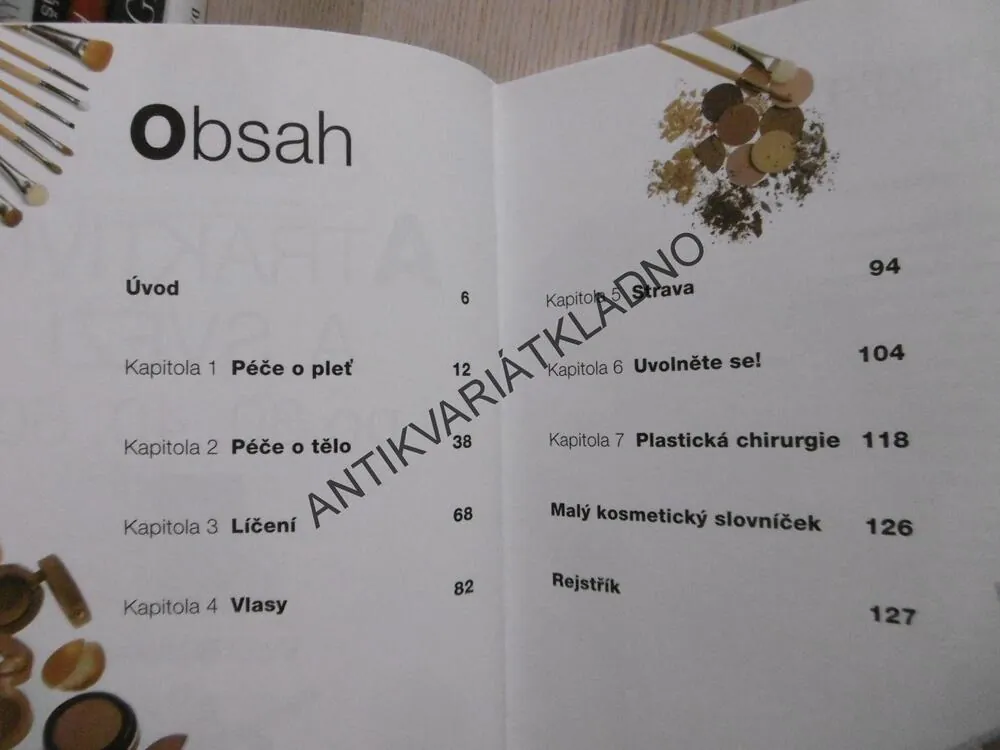 Obsah
Úvod 6
Kapitola 1 Péče o pleť 12
Kapitola 2 Péče o tělo 38
Kapitola 3 Líčení 68
Kapitola 4 Vlasy 82
Kapitola 5 Strava 94
Kapitola 6 Uvolněte se! 104
Kapitola 7 Plastická chirurgie 118
Malý kosmetický slovníček 126
Rejstřík 127
ANTIKVARIÁTKLADNO